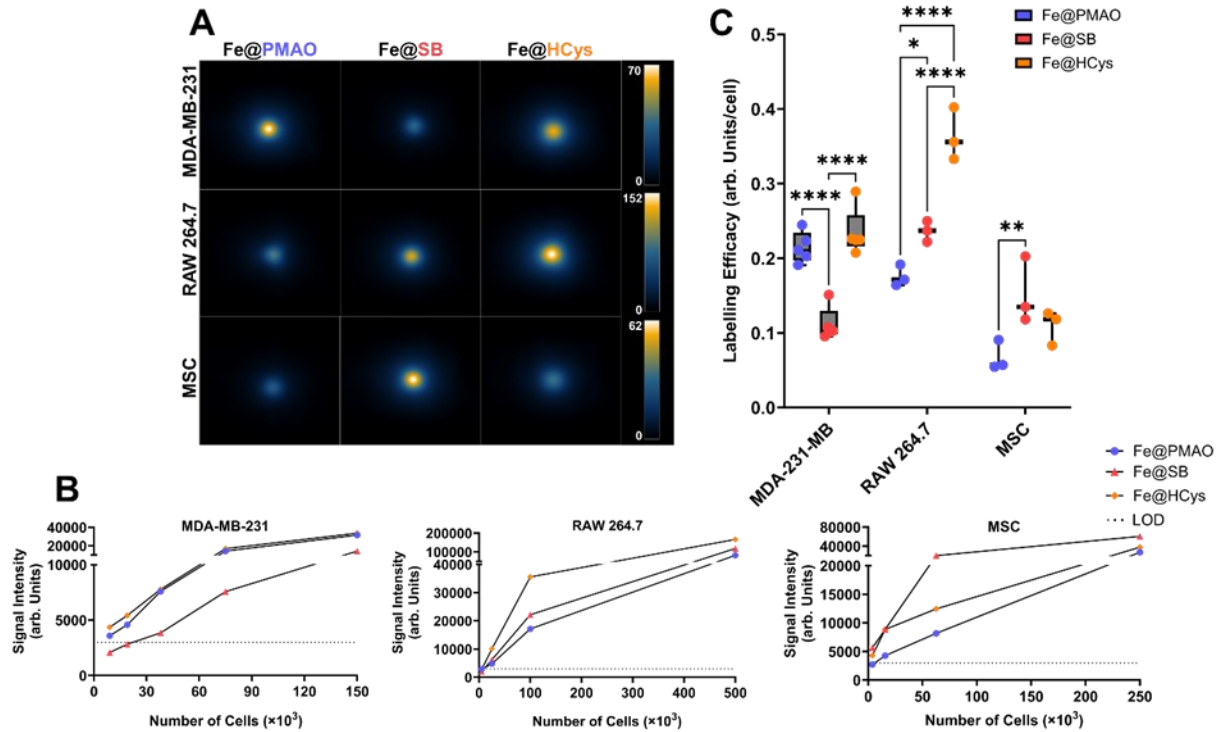 A
Fe@PMAO Fe@SB Fe@HCys
MDA-MB-231
70
0
RAW 264.7
152
0
MSC
62
0
C
Fe@PMAO
Fe@SB
Fe@HCys
Labelling Efficacy (arb. Units/cell)
0.5
0.4
0.3
0.2
0.1
0.0
****
*
****
****
****
**
MDA-231-MB
RAW 264.7
MSC
Fe@PMAO
Fe@SB
Fe@HCys
LOD
B
MDA-MB-231
Signal Intensity
(arb. Units)
40000
20000
10000
5000
0
0 30 60 90 120 150
Number of Cells (×10³)
RAW 264.7
Signal Intensity
(arb. Units)
200000
100000
40000
30000
20000
10000
0
0 100 200 300 400 500
Number of Cells (×10³)
MSC
Signal Intensity
(arb. Units)
80000
40000
20000
15000
10000
5000
0
0 50 100 150 200 250
Number of Cells (×10³)